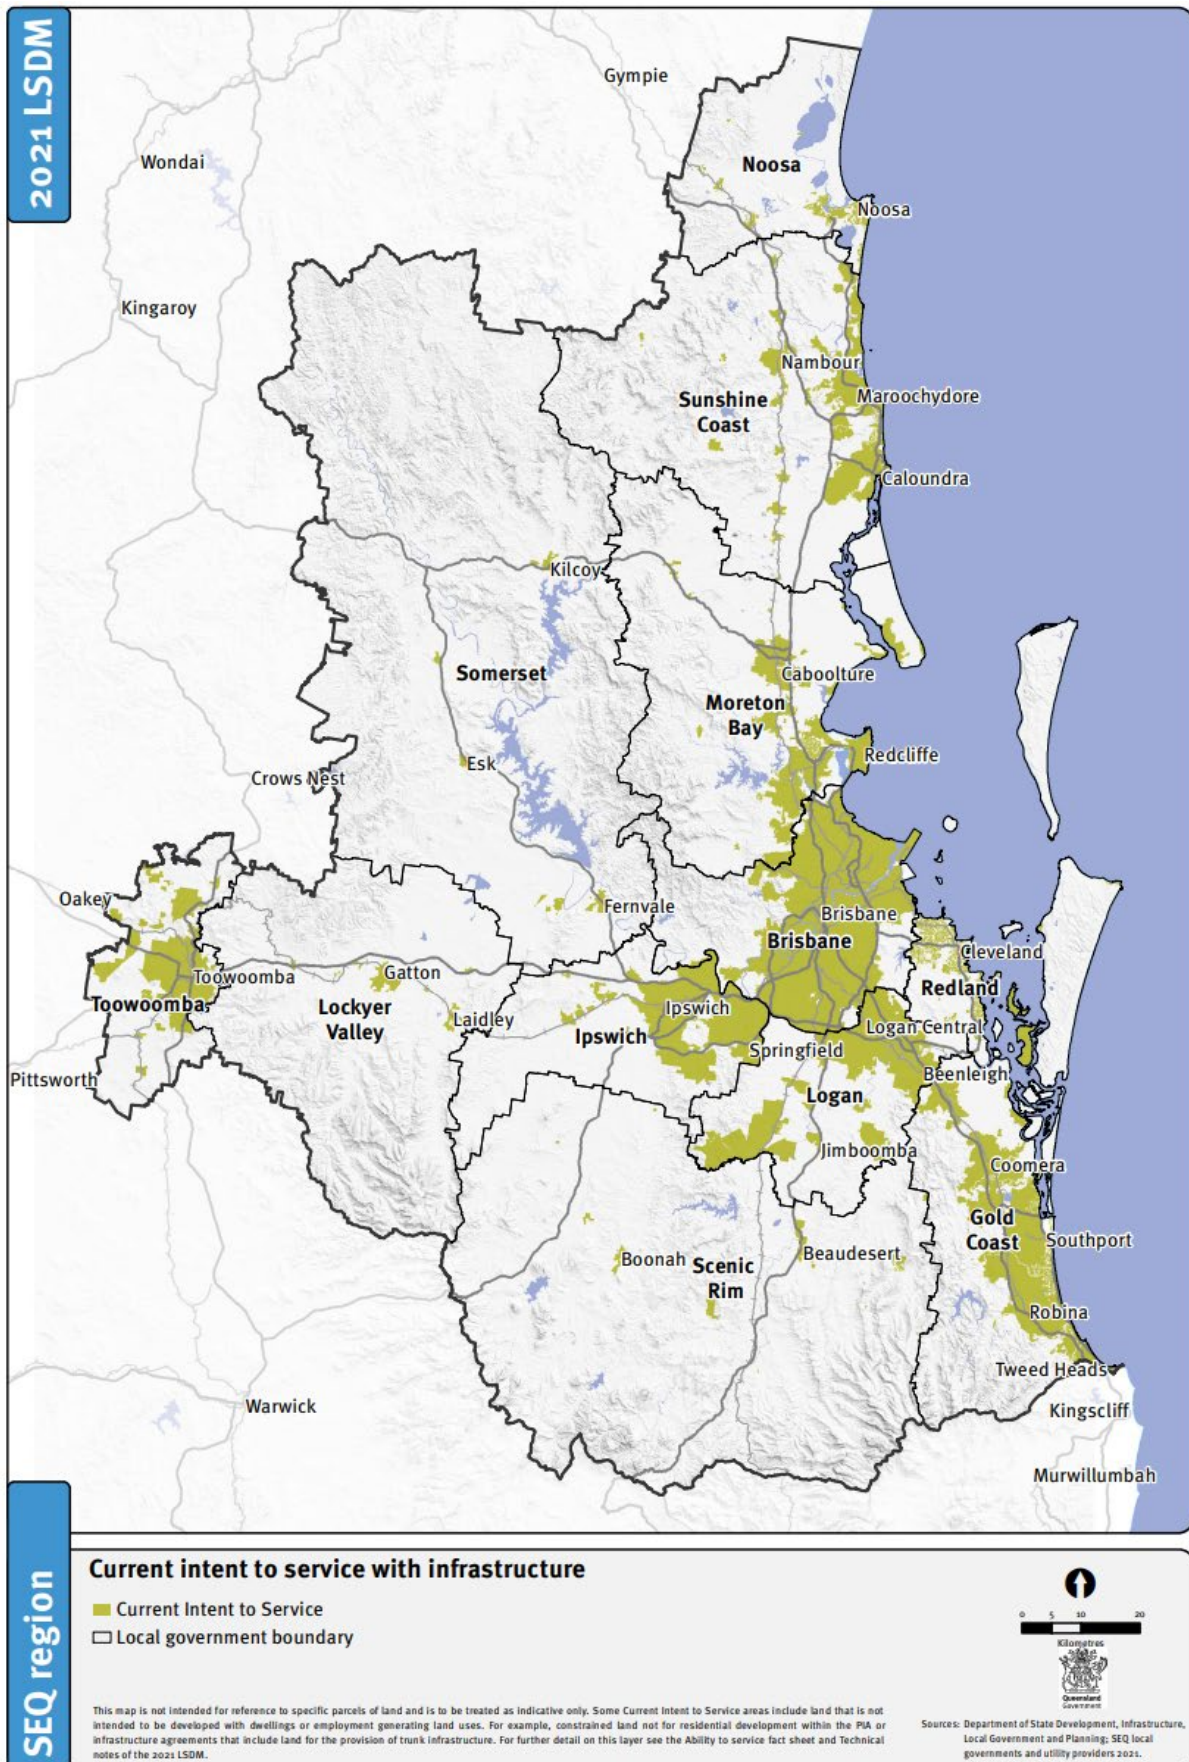 2021 LSDM
Gympie
Wondai
Noosa
Noosa
Kingaroy
Nambour
Sunshine
Coast
Maroochydore
Caloundra
Kilcoy
Somerset
Caboolture
Moreton
Bay
Redcliffe
Esk
Crows Nest
Oakey
Fernvale
Brisbane
Brisbane
Cleveland
Toowoomba
Gatton
Toowoomba
Lockyer
Valley
Laidley
Ipswich
Ipswich
Redland
Logan Central
Springfield
Pittsworth
Beenleigh
Logan
Jimboomba
Coomera
Gold
Coast
Southport
Boonah
Scenic
Rim
Beaudesert
Robina
Tweed Heads
Warwick
Kingscliff
Murwillumbah
SEQ region
Current intent to service with infrastructure
Current Intent to Service
Local government boundary
0 5 10 20
Kilometres
Queensland
Government
This map is not intended for reference to specific parcels of land and is to be treated as indicative only. Some Current Intent to Service areas include land that is not
intended to be developed with dwellings or employment generating land uses. For example, constrained land not for residential development within the PIA or
infrastructure agreements that include land for the provision of trunk infrastructure. For further detail on this layer see the Ability to service fact sheet and Technical
notes of the 2021 LSDM.
Sources: Department of State Development, Infrastructure,
Local Government and Planning; SEQ local
governments and utility providers 2021.